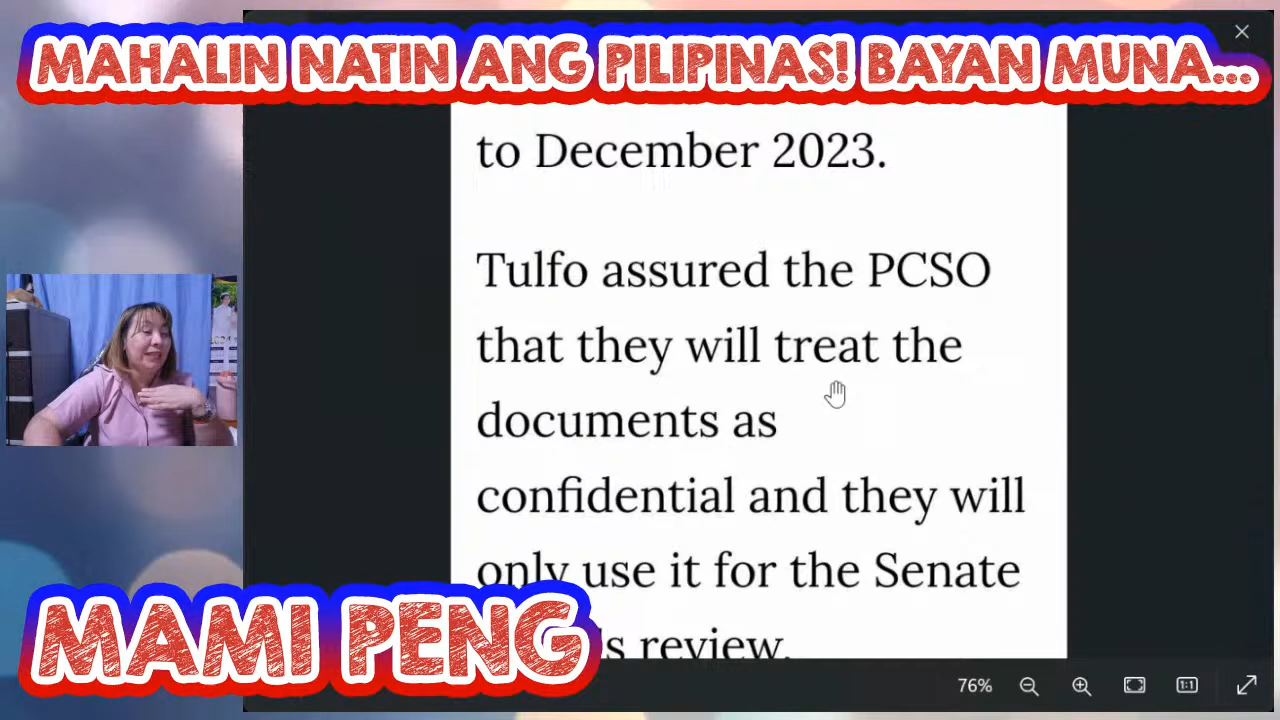 MAHALIN NATIN ANG PILIPINAS! BAYAN MUNA...
to December 2023.
Tulfo assured the PCSO
that they will treat the
documents as
confidential and they will
only use it for the Senate
review.
MAMI PENG
76%
1:1